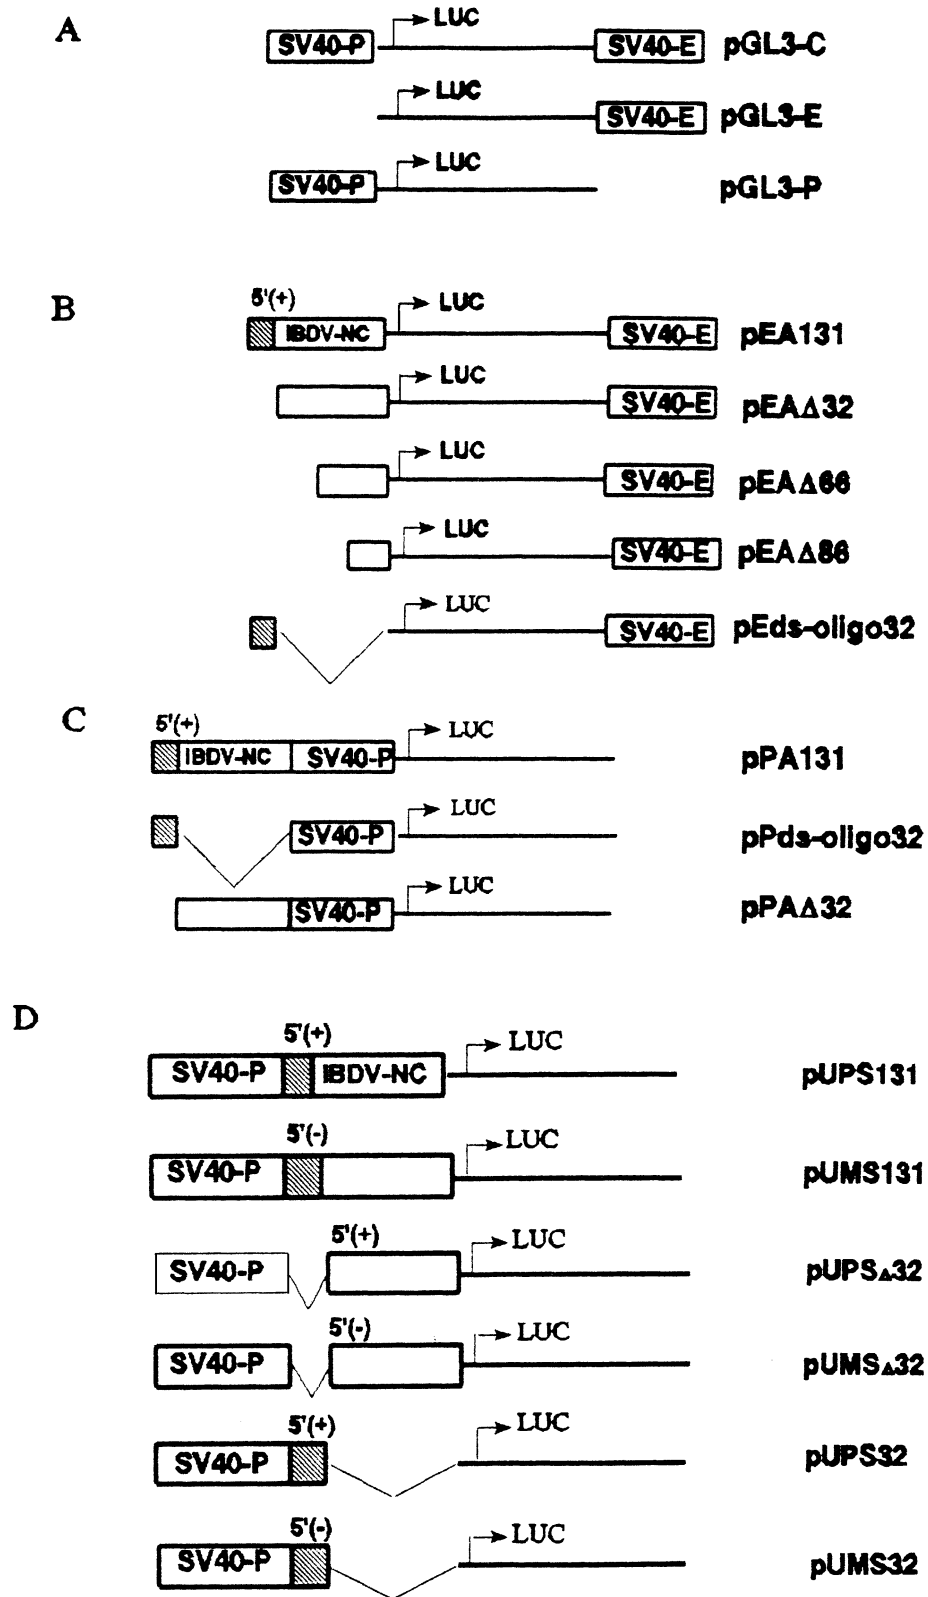 A
LUC
SV40-P SV40-E pGL3-C
LUC
SV40-E pGL3-E
LUC
SV40-P pGL3-P
B
5'(+) LUC
IBDV-NC SV40-E pEA131
LUC
SV40-E pEAΔ32
LUC
SV40-E pEAΔ66
LUC
SV40-E pEAΔ86
LUC
SV40-E pEds-oligo32
C
5'(+) LUC
IBDV-NC SV40-P pPA131
LUC
SV40-P pPds-oligo32
LUC
SV40-P pPAΔ32
D
5'(+) LUC
SV40-P IBDV-NC pUPS131
5'(-) LUC
SV40-P pUMS131
5'(+) LUC
SV40-P pUPSΔ32
5'(-) LUC
SV40-P pUMSΔ32
5'(+) LUC
SV40-P pUPS32
5'(-) LUC
SV40-P pUMS32